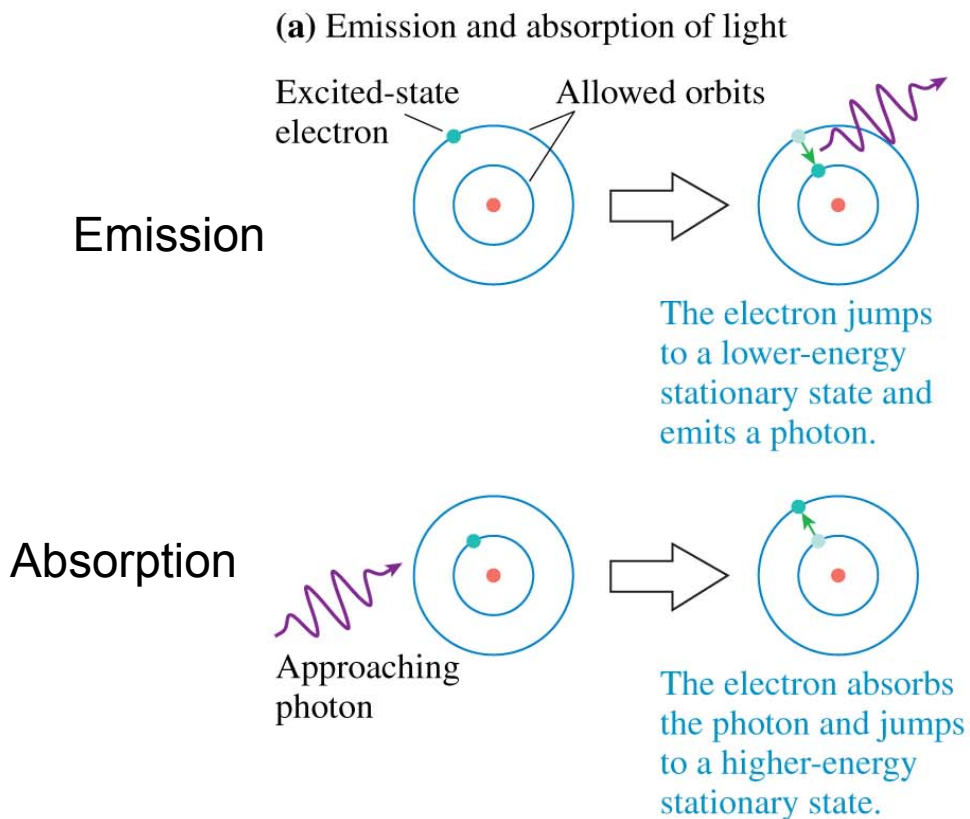 (a) Emission and absorption of light
Excited-state
electron
Allowed orbits
Emission
The electron jumps
to a lower-energy
stationary state and
emits a photon.
Absorption
Approaching
photon
The electron absorbs
the photon and jumps
to a higher-energy
stationary state.